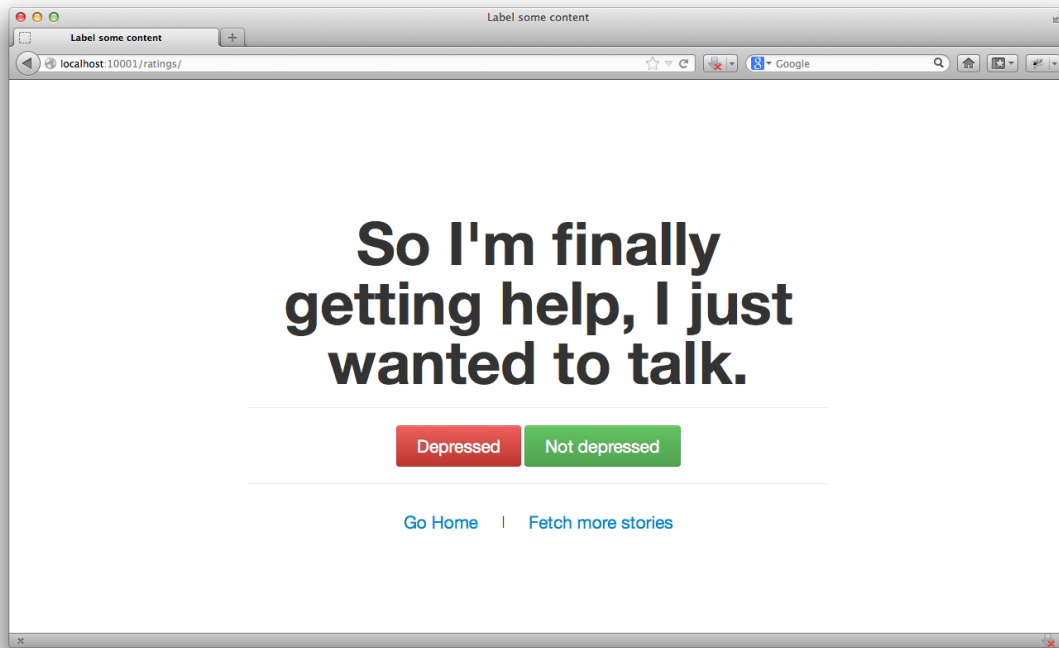 Label some content
Label some content
localhost:10001/ratings/
Google
So I'm finally
getting help, I just
wanted to talk.
Depressed Not depressed
Go Home | Fetch more stories